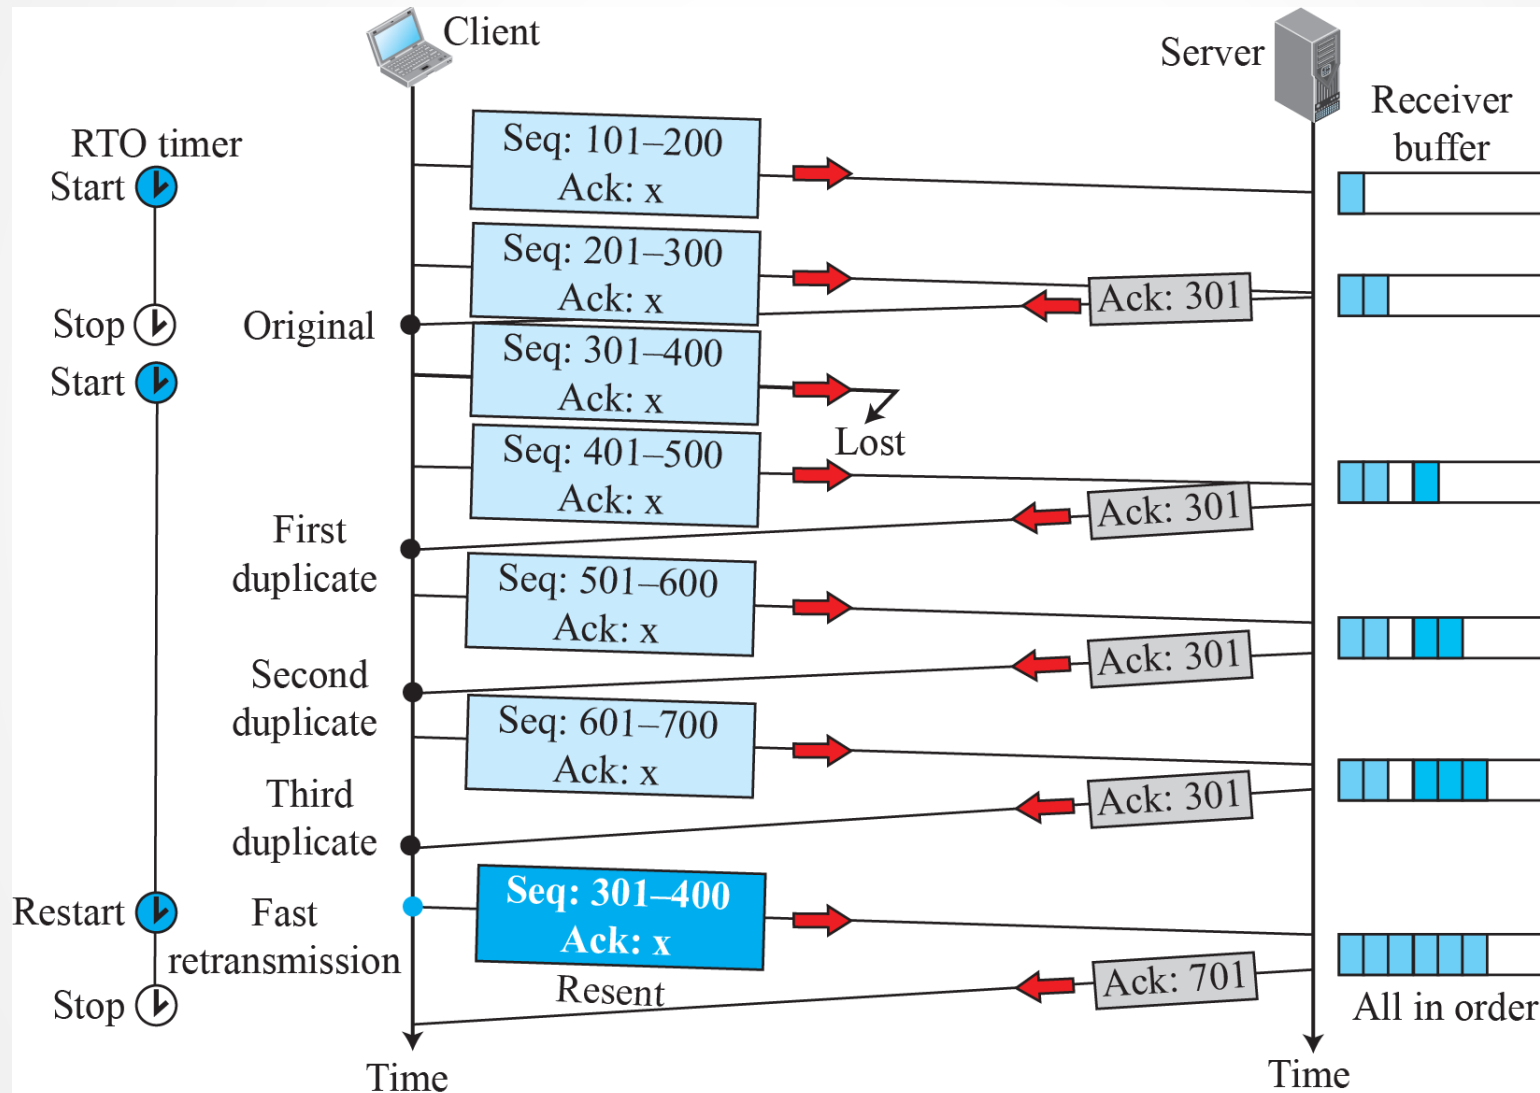 Client
Server
Receiver
buffer
RTO timer
Start
Seq: 101–200
Ack: x
Seq: 201–300
Ack: x
Ack: 301
Stop
Original
Start
Seq: 301–400
Ack: x
Lost
Seq: 401–500
Ack: x
Ack: 301
First
duplicate
Seq: 501–600
Ack: x
Ack: 301
Second
duplicate
Seq: 601–700
Ack: x
Ack: 301
Third
duplicate
Restart
Fast
retransmission
Seq: 301–400
Ack: x
Resent
Ack: 701
Stop
All in order
Time
Time